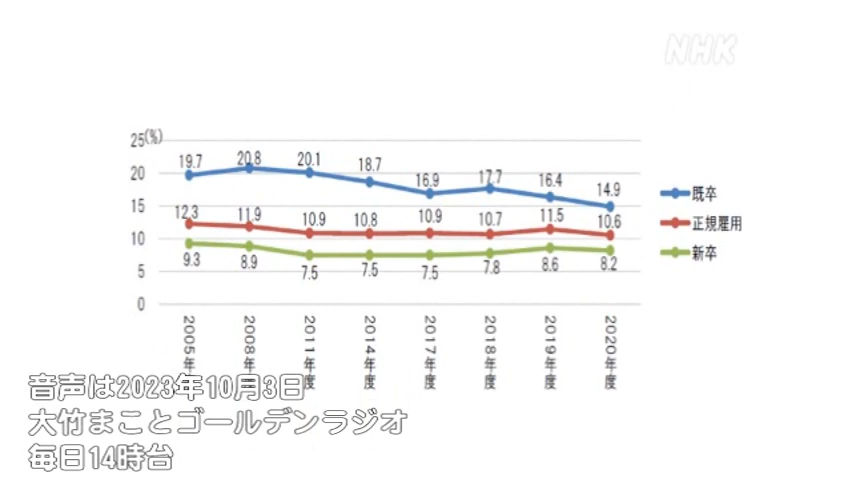 NHK
25(%)
20
15
10
5
0
19.7 20.8 20.1 18.7 16.9 17.7 16.4 14.9
12.3 11.9 10.9 10.8 10.9 10.7 11.5 10.6
9.3 8.9 7.5 7.5 7.5 7.8 8.6 8.2
既卒
正規雇用
新卒
2005年
2008年
2011年度
2014年度
2017年度
2018年度
2019年度
2020年度
音声は2023年10月3日
大竹まことゴールデンラジオ
毎日14時台